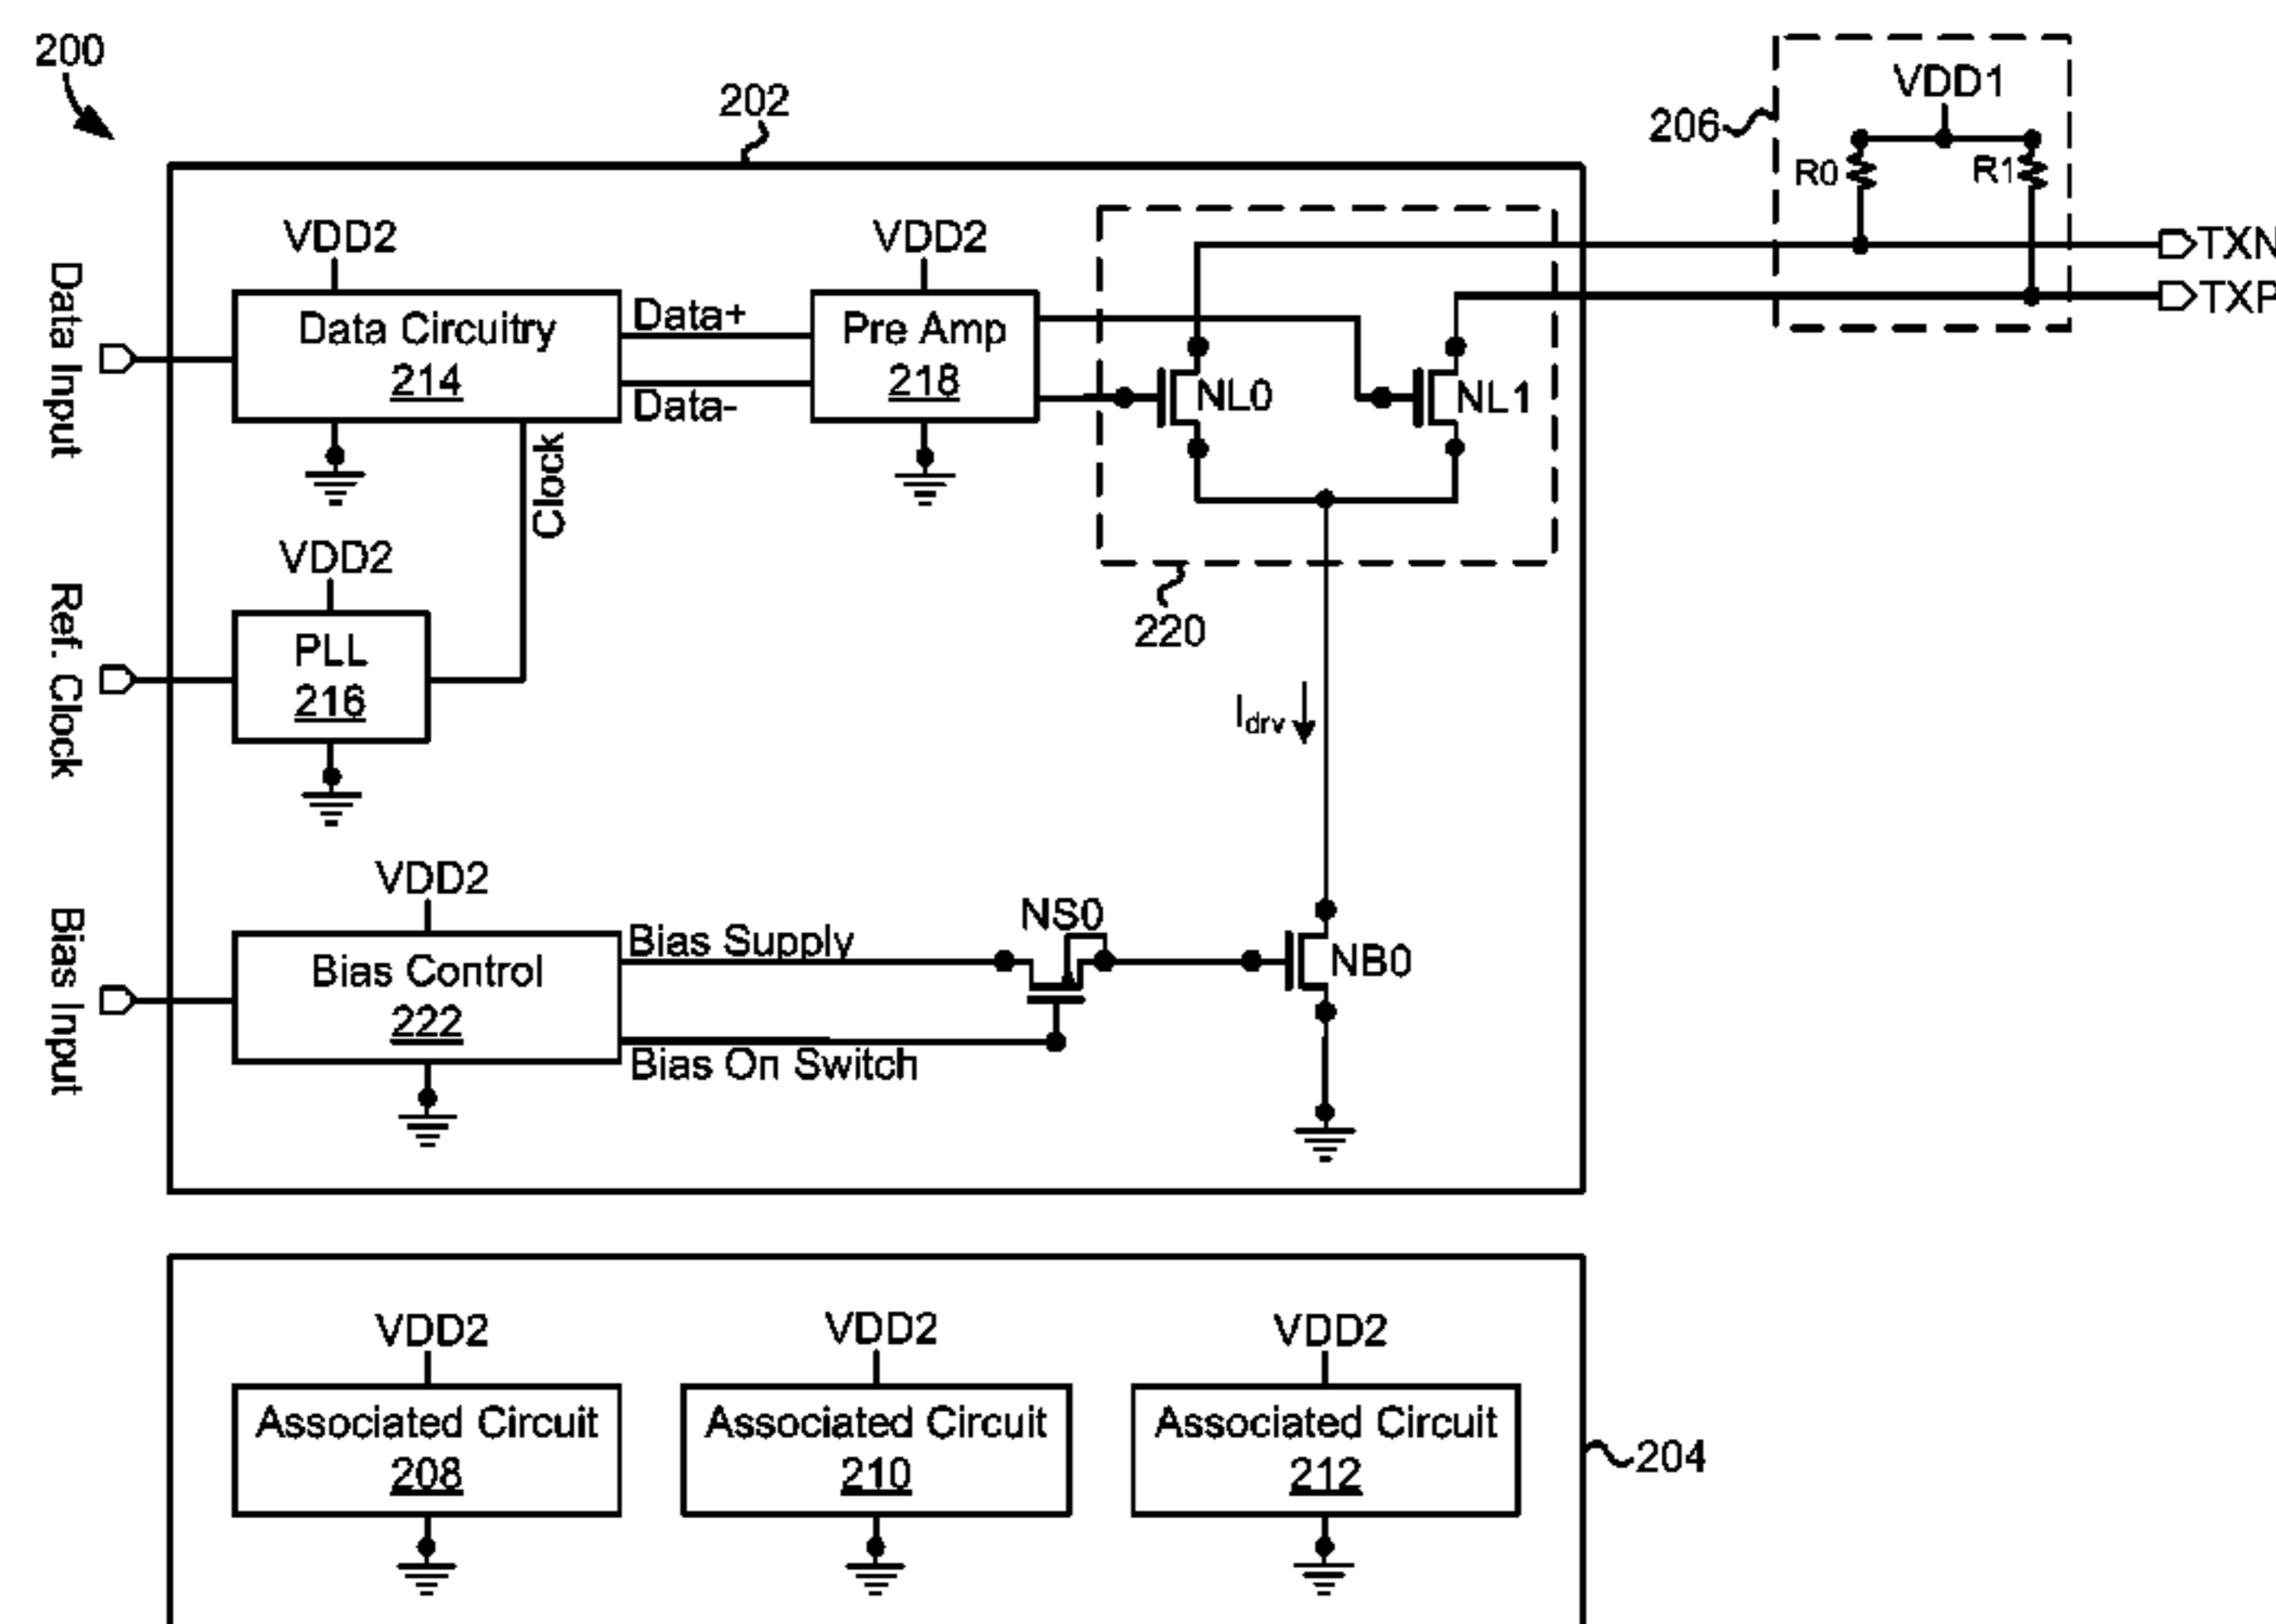 200
202
206
VDD1
R0
R1
TXN
TXP
Data Input
VDD2
Data Circuitry
214
Data+
Data-
VDD2
Pre Amp
218
NL0
NL1
220
Clock
Ref. Clock
VDD2
PLL
216
Idrv
Bias Input
VDD2
Bias Control
222
Bias Supply
Bias On Switch
NS0
NB0
VDD2
Associated Circuit
208
VDD2
Associated Circuit
210
VDD2
Associated Circuit
212
204